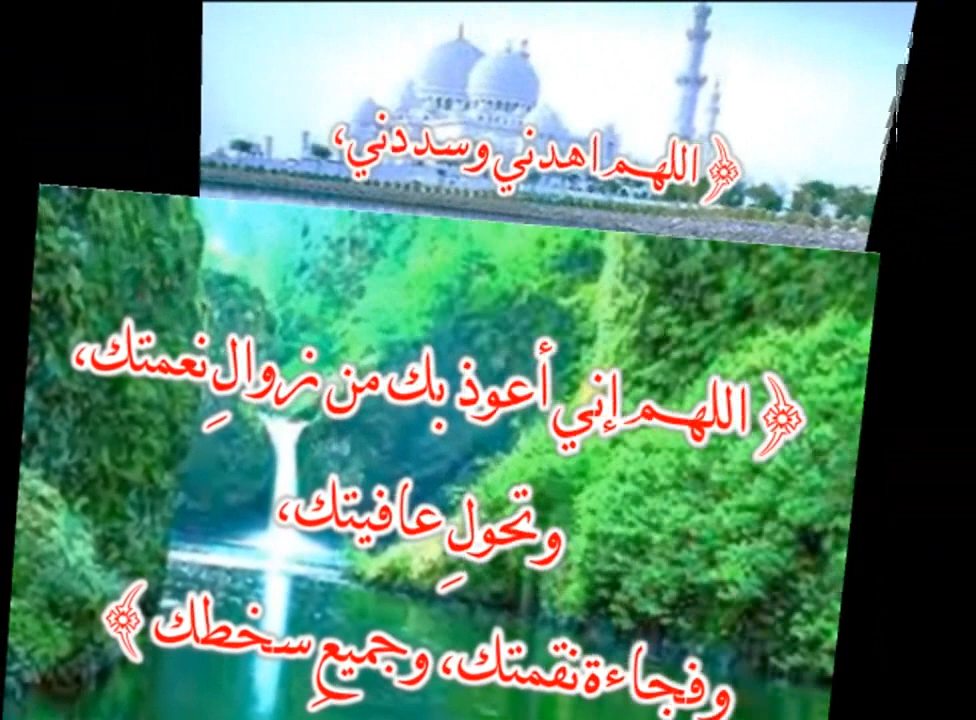 ﴿اللهم اهدني وسددني،
﴿اللهم إني أعوذ بك من زوالِ نعمتك،
وتحولِ عافيتك،
وفجاءة نقمتك، وجميعِ سخطك﴾